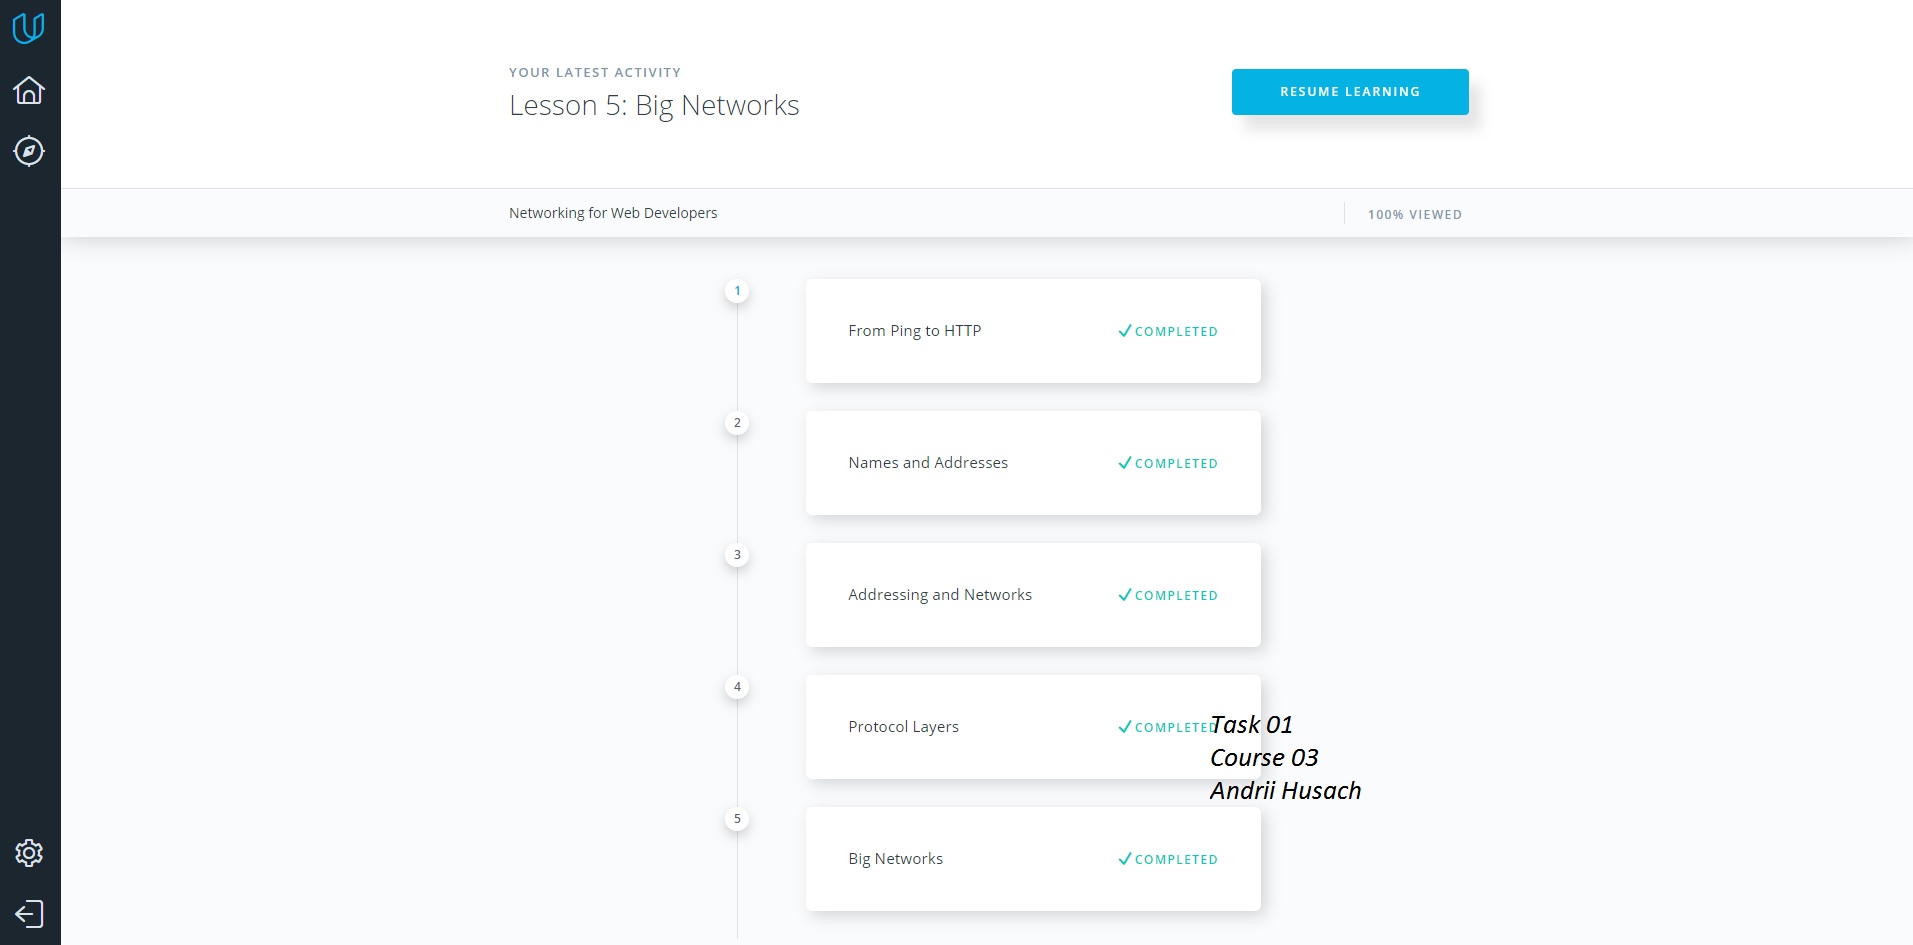 YOUR LATEST ACTIVITY
Lesson 5: Big Networks
RESUME LEARNING
Networking for Web Developers
100% VIEWED
1
From Ping to HTTP
COMPLETED
2
Names and Addresses
COMPLETED
3
Addressing and Networks
COMPLETED
4
Protocol Layers
COMPLETED
Task 01
Course 03
Andrii Husach
5
Big Networks
COMPLETED